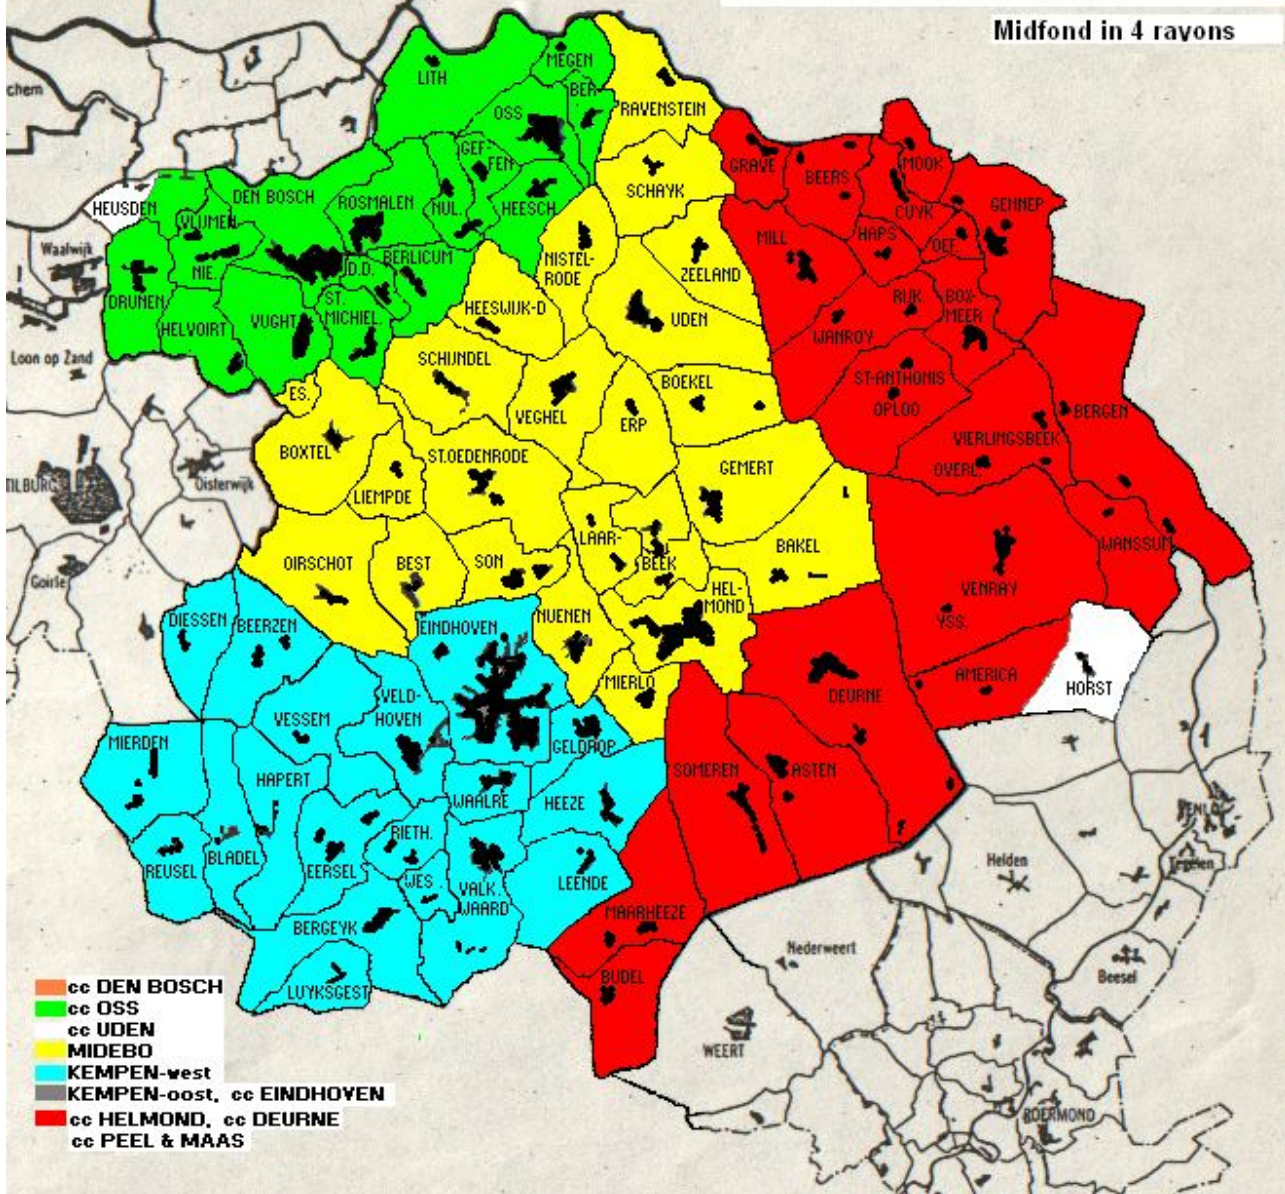 Midfond in 4 rayons
chem
LITH
MEGEN
BER
RAVENSTEIN
OSS
GEF-
FEN
GRAVE
BEERS
MOOK
SCHAYK
DEN BOSCH
ROSMALEN
NUL.
HEESCH
CUYK
GENNEP
HEUSDEN
VLIJMEN
HAPS
OEF.
MILL
Waalwijk
NIE.
D.D.
BERLICUM
NISTEL-
RODE
ZEELAND
DRUNEN
HELVOIRT
VUGHT
ST.
MICHIEL.
HEESWIJK-D
UDEN
RIJK.
BOX-
MEER
WANROY
Loon op Zand
SCHIJNDEL
ES.
VEGHEL
BOEKEL
ST-ANTHONIS
OPLOO
BERGEN
ERP
VIERLINGSBEEK
BOXTEL
ST.OEDENRODE
GEMERT
OVERL.
TILBURG
Oisterwijk
LIEMPDE
LAAR-
BEEK
BAKEL
WANSSUM
OIRSCHOT
BEST
SON
VENRAY
Goirle
HEL-
MOND
YSS.
DIESSEN
BEERZEN
EINDHOVEN
NUENEN
MIERLO
DEURNE
AMERICA
HORST
VELD-
HOVEN
VESSEM
GELDROP
MIERDEN
HAPERT
SOMEREN
ASTEN
WAALRE
HEEZE
VENLO
REUSEL
BLADEL
EERSEL
RIETH.
WES.
VALK.
WAARD
LEENDE
Helden
Tegelen
BERGEYK
MAARHEEZE
Nederweert
BUDEL
Beesel
LUYKSGEST
WEERT
ROERMOND
cc DEN BOSCH
cc OSS
cc UDEN
MIDEBO
KEMPEN-west
KEMPEN-oost, cc EINDHOVEN
cc HELMOND, cc DEURNE
cc PEEL & MAAS